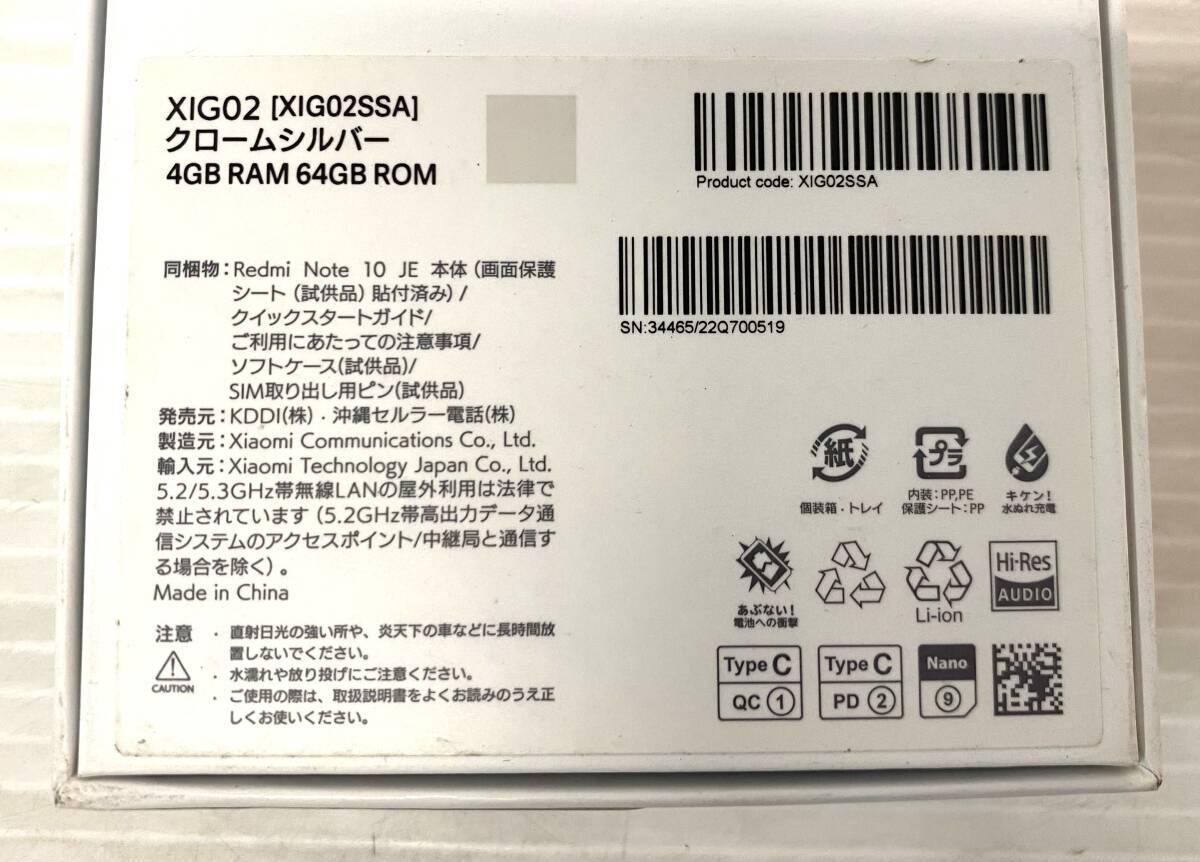 XIG02 [XIG02SSA]
クロームシルバー
4GB RAM 64GB ROM
Product code: XIG02SSA
SN:34465/22Q700519
同梱物：Redmi Note 10 JE 本体（画面保護
シート（試供品）貼付済み）/
クイックスタートガイド/
ご利用にあたっての注意事項/
ソフトケース(試供品)/
SIM取り出し用ピン(試供品)
発売元：KDDI(株)・沖縄セルラー電話(株)
製造元：Xiaomi Communications Co., Ltd.
輸入元：Xiaomi Technology Japan Co., Ltd.
5.2/5.3GHz帯無線LANの屋外利用は法律で
禁止されています（5.2GHz帯高出力データ通
信システムのアクセスポイント/中継局と通信す
る場合を除く）。
Made in China
注意
CAUTION
・直射日光の強い所や、炎天下の車などに長時間放
置しないでください。
・水濡れや放り投げにご注意ください。
・ご使用の際は、取扱説明書をよくお読みのうえ正
しくお使いください。
紙
個装箱・トレイ
プラ
内装：PP,PE
保護シート：PP
キケン！
水ぬれ充電
あぶない！
電池への衝撃
Li-ion
Hi-Res
AUDIO
Type C
QC ①
Type C
PD ②
Nano
⑨